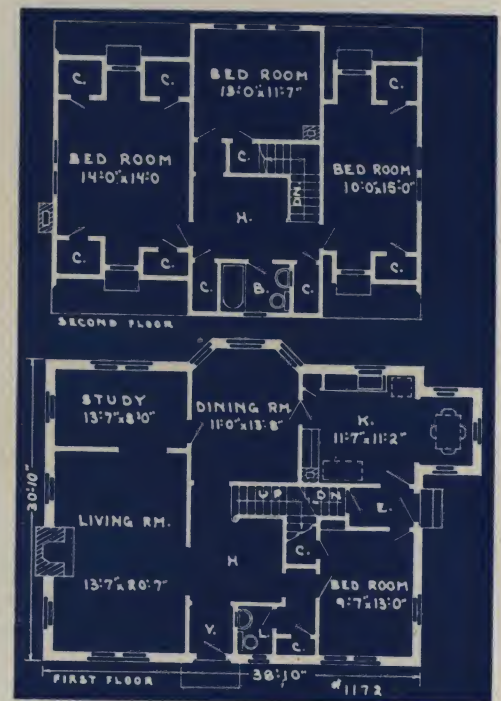 C.
C.
BED ROOM
13'0"x11'7"
C.
BED ROOM
14'0"x14'0
C.
BED ROOM
10'0"x15'0"
DN.
H.
C.
C.
C.
B.
C.
C.
SECOND FLOOR
STUDY
13'7"x8'0"
DINING RM.
11'0"x13'8"
K.
11'7"x11'2"
30'10"
LIVING RM.
13'7"x20'7"
UP
DN.
E.
C.
H
BED ROOM
9'7"x13'0"
V.
L.
C.
FIRST FLOOR
38'10"
#1172